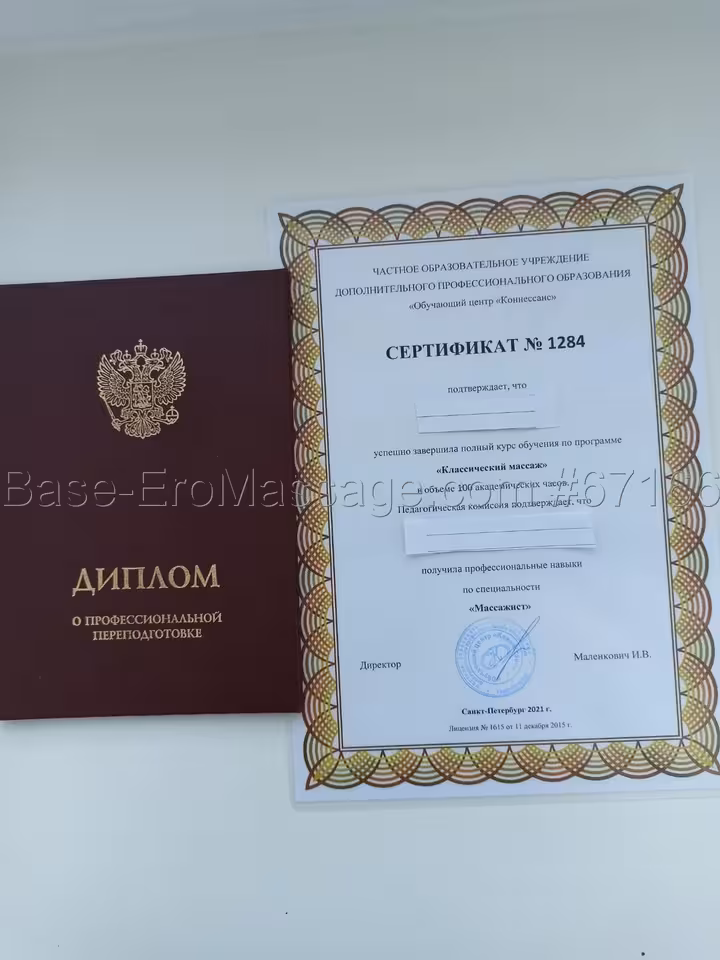 ДИПЛОМ
О ПРОФЕССИОНАЛЬНОЙ
ПЕРЕПОДГОТОВКЕ
ЧАСТНОЕ ОБРАЗОВАТЕЛЬНОЕ УЧРЕЖДЕНИЕ
ДОПОЛНИТЕЛЬНОГО ПРОФЕССИОНАЛЬНОГО ОБРАЗОВАНИЯ
«Обучающий центр «Коннессанс»
СЕРТИФИКАТ № 1284
подтверждает, что
успешно завершила полный курс обучения по программе
«Классический массаж»
в объеме 100 академических часов.
Педагогическая комиссия подтверждает, что
получила профессиональные навыки
по специальности
«Массажист»
Директор
Маленкович И.В.
Санкт-Петербург 2021 г.
Лицензия № 1615 от 11 декабря 2015 г.
Base-EroMassage.com #67166